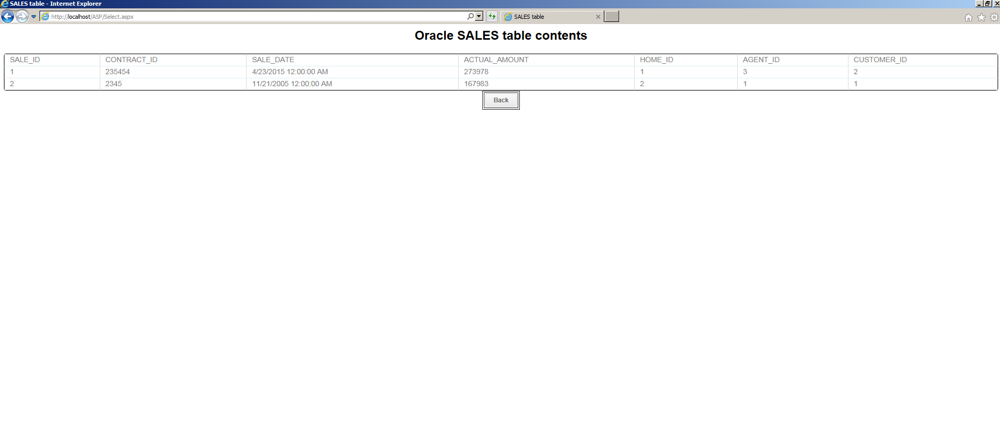 SALES table - Internet Explorer
http://localhost/ASP/Select.aspx SALES table
Oracle SALES table contents
SALE_ID CONTRACT_ID SALE_DATE ACTUAL_AMOUNT HOME_ID AGENT_ID CUSTOMER_ID
1 235454 4/23/2015 12:00:00 AM 273978 1 3 2
2 2345 11/21/2005 12:00:00 AM 167983 2 1 1
Back